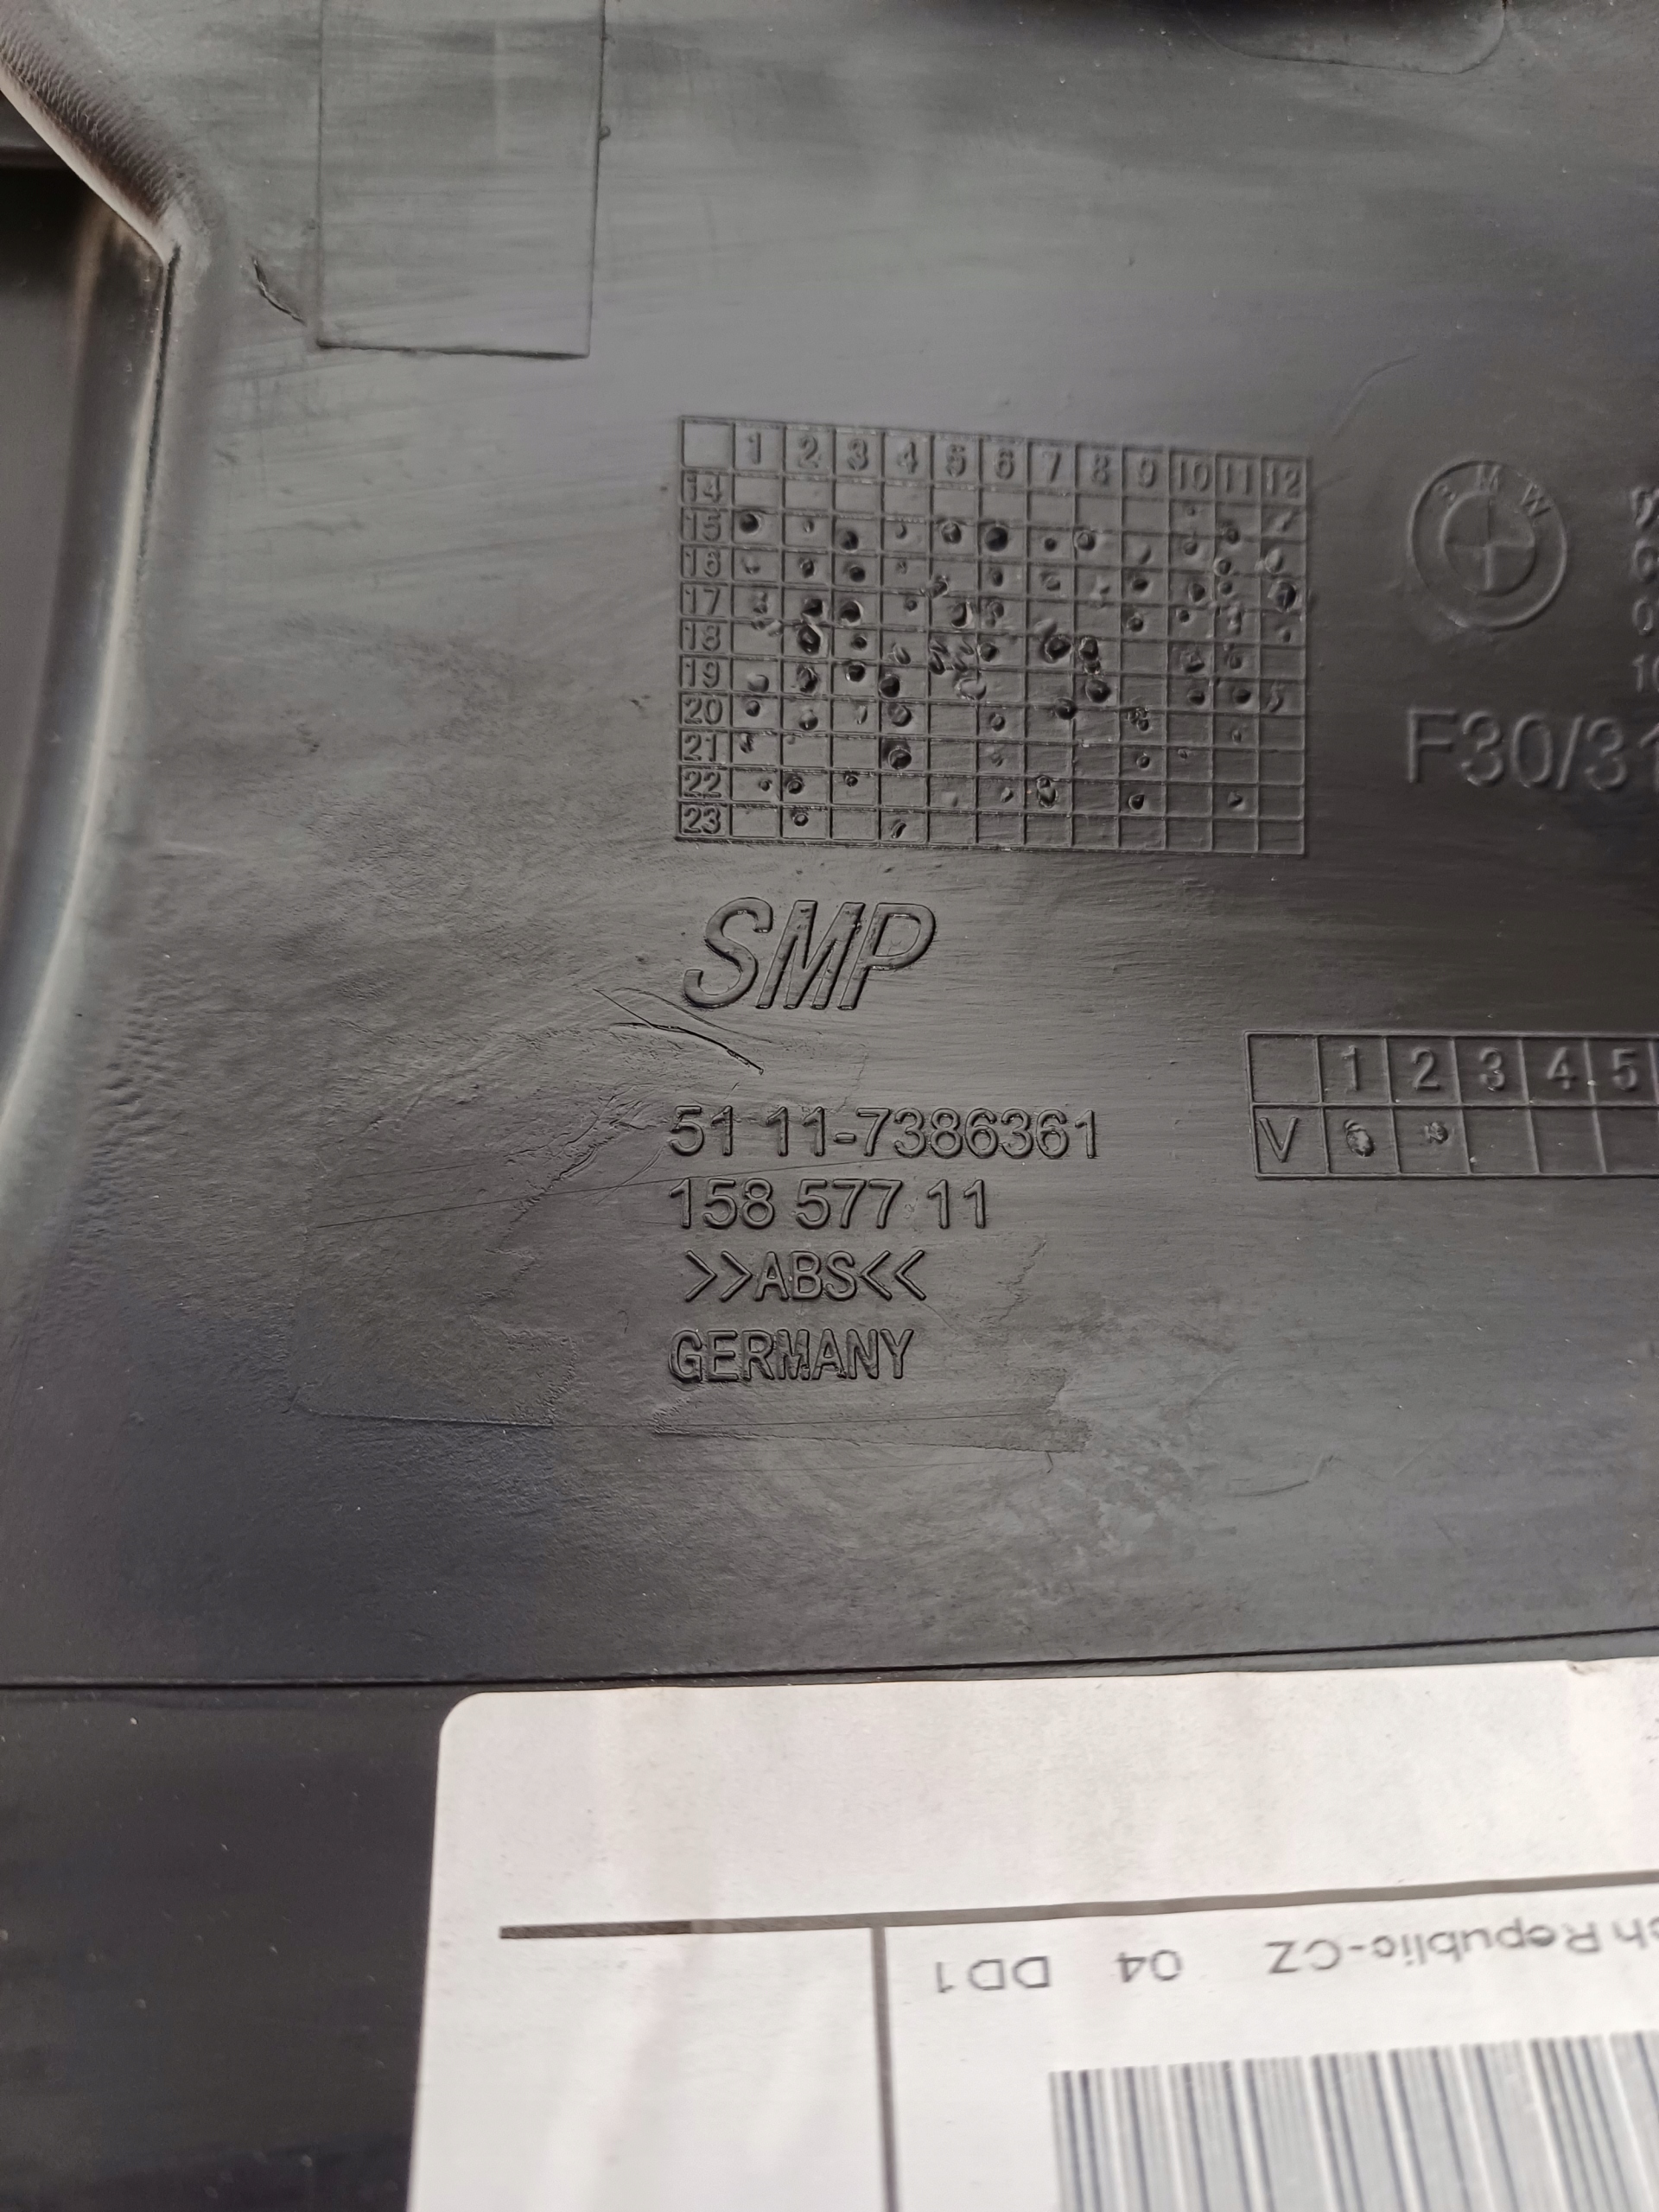 1 2 3 4 5 6 7 8 9 10 11 12
14
15
16
17
18
19
20
21
22
23
BMW
F30/31
SMP
1 2 3 4 5
V
51 11-7386361
158 577 11
>>ABS<<
GERMANY
ch Republic-CZ 04 DD1